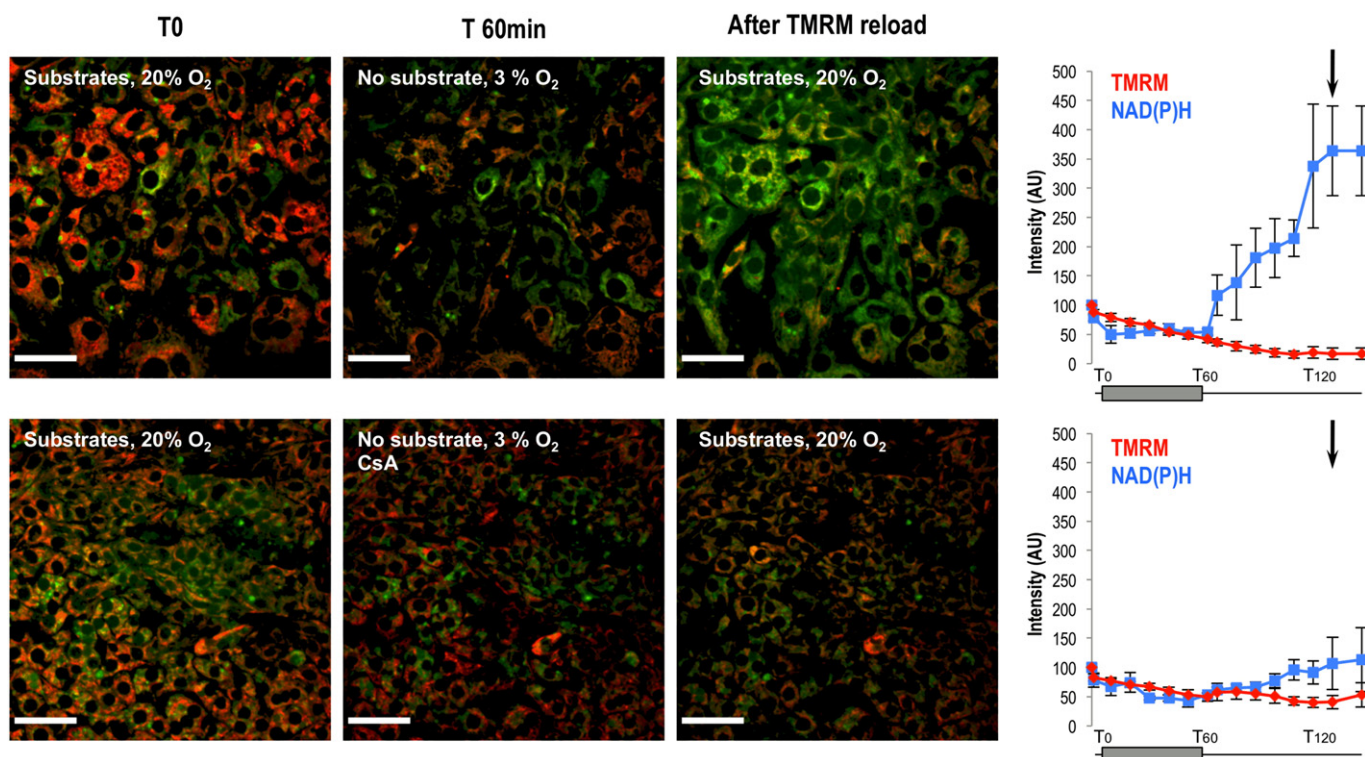 T0
T 60min
After TMRM reload
Substrates, 20% O₂
No substrate, 3 % O₂
Substrates, 20% O₂
Intensity (AU)
500
450
400
350
300
250
200
150
100
50
0
TMRM
NAD(P)H
T0
T60
T120
Substrates, 20% O₂
No substrate, 3 % O₂
CsA
Substrates, 20% O₂
Intensity (AU)
500
450
400
350
300
250
200
150
100
50
0
TMRM
NAD(P)H
T0
T60
T120